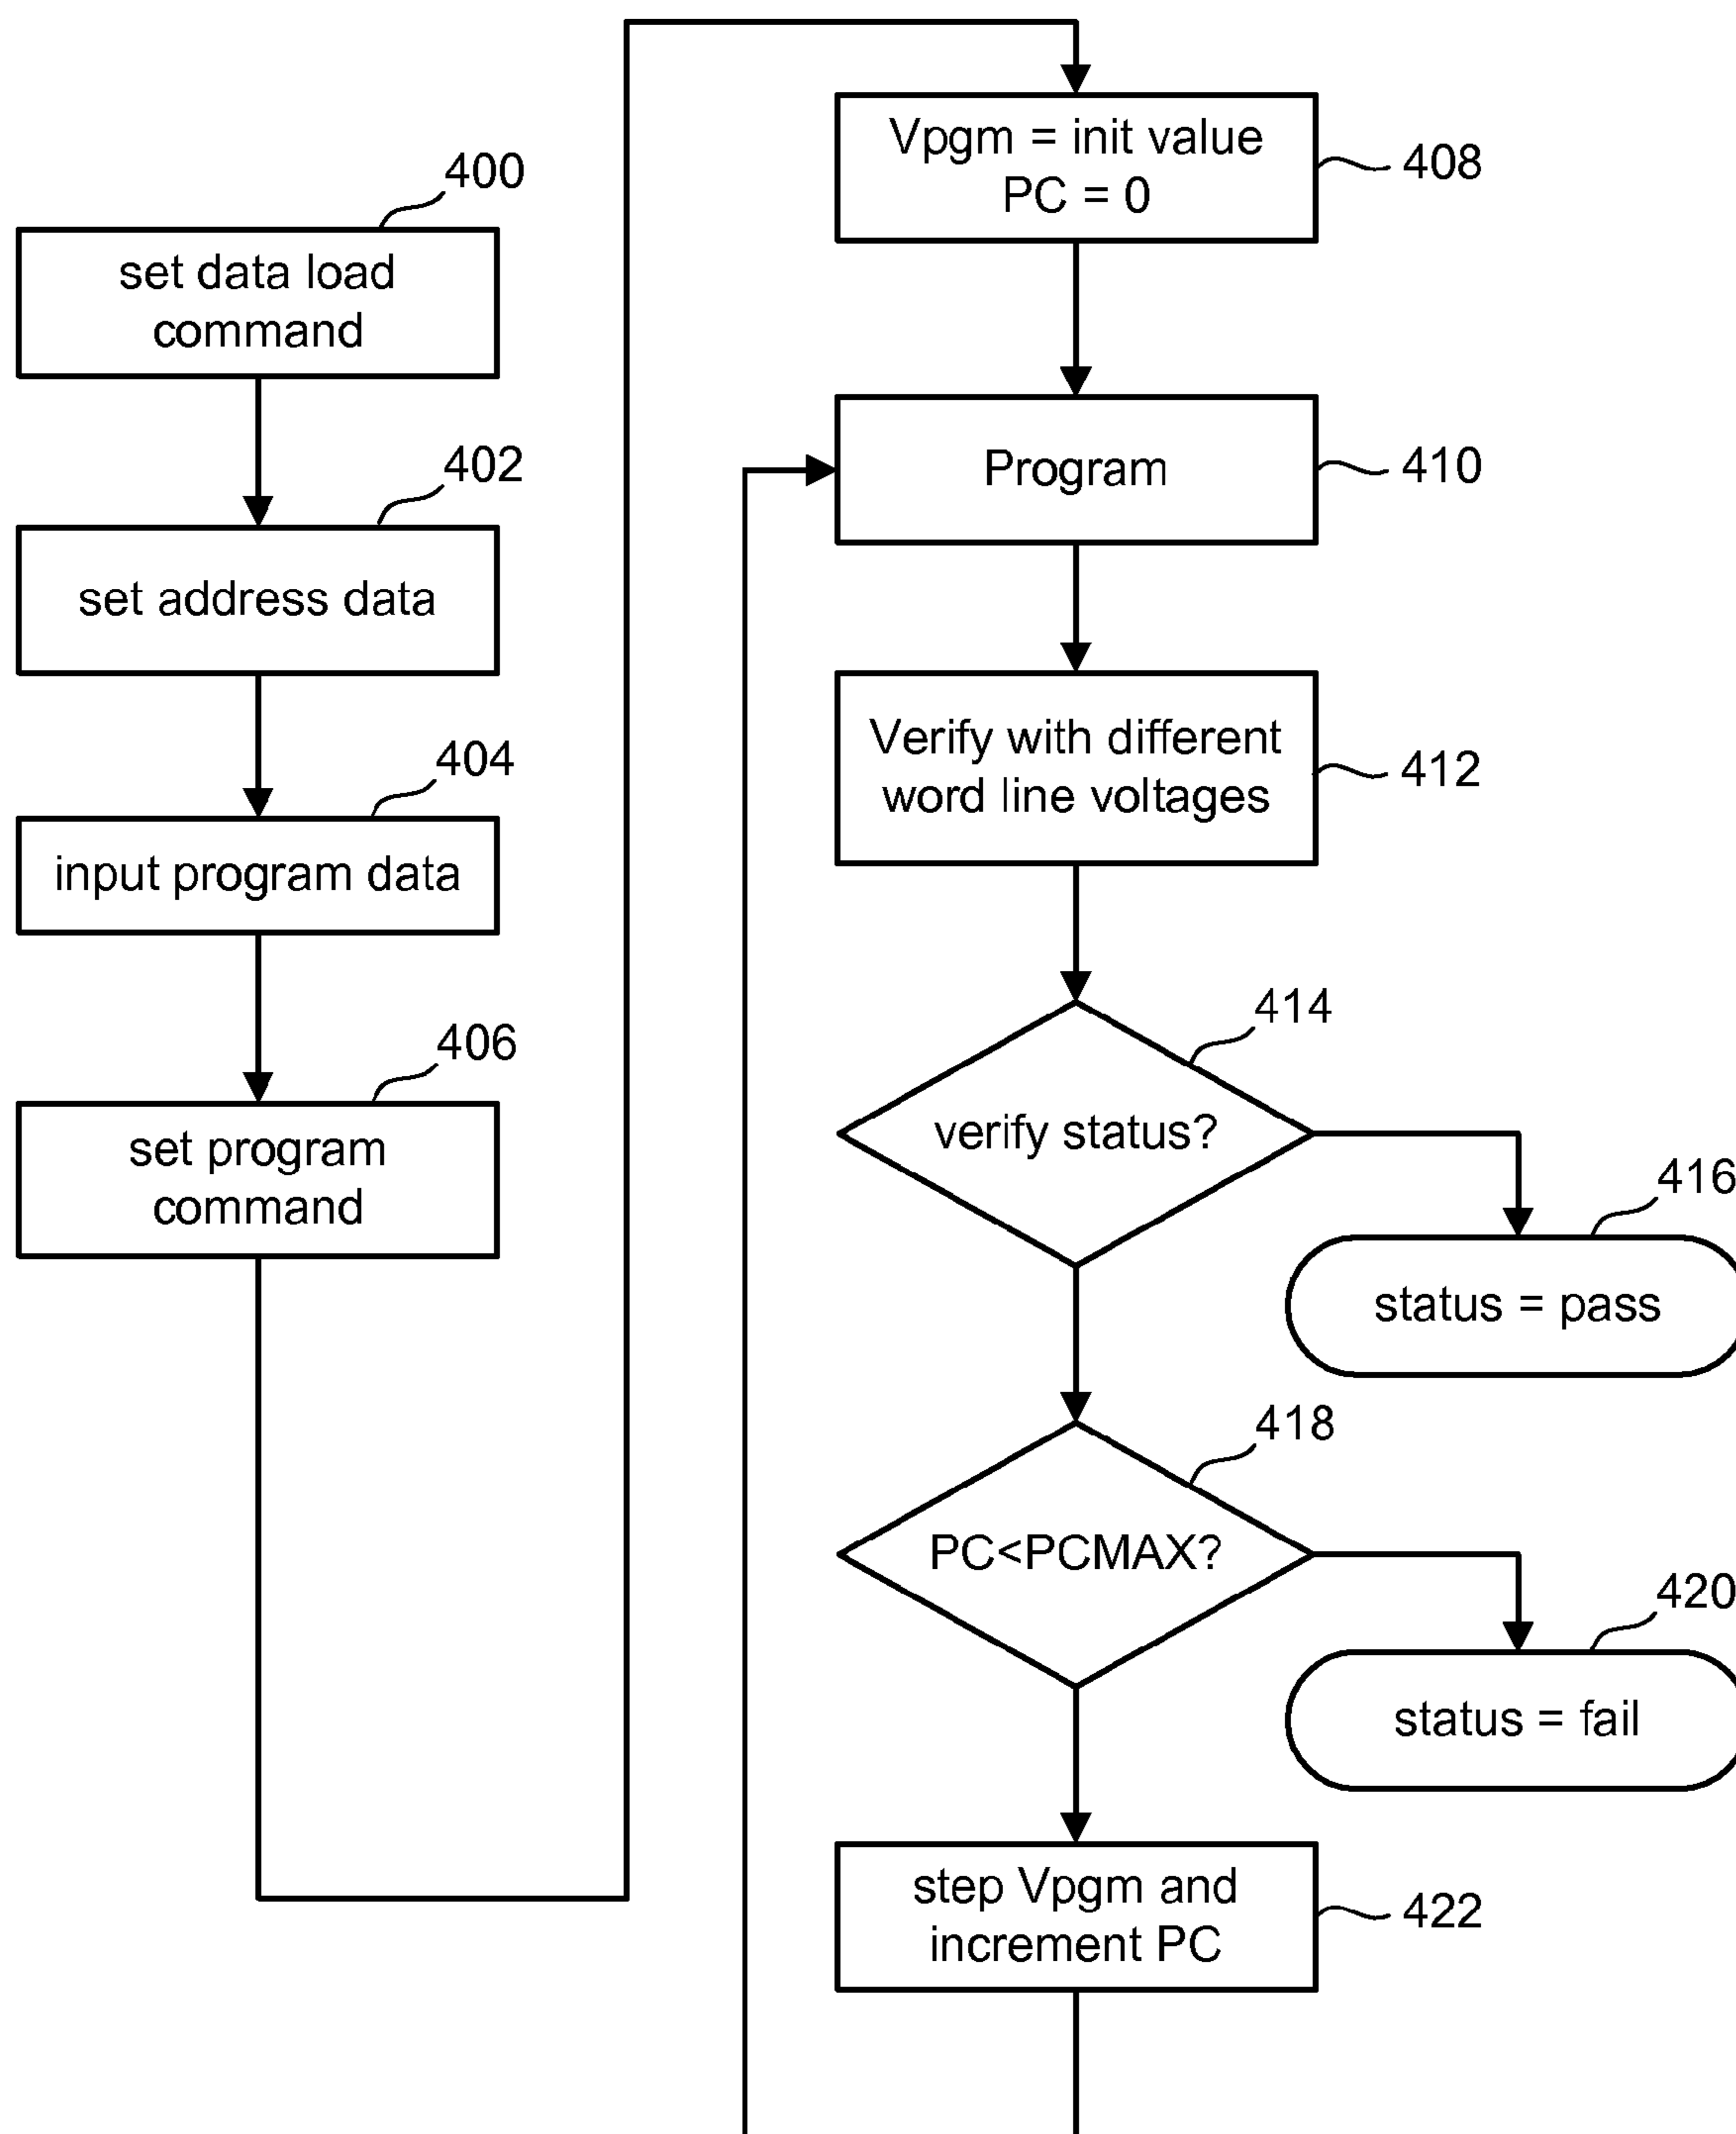 400
set data load
command
402
set address data
404
input program data
406
set program
command
Vpgm = init value
PC = 0
408
Program
410
Verify with different
word line voltages
412
414
verify status?
416
status = pass
418
PC<PCMAX?
420
status = fail
step Vpgm and
increment PC
422